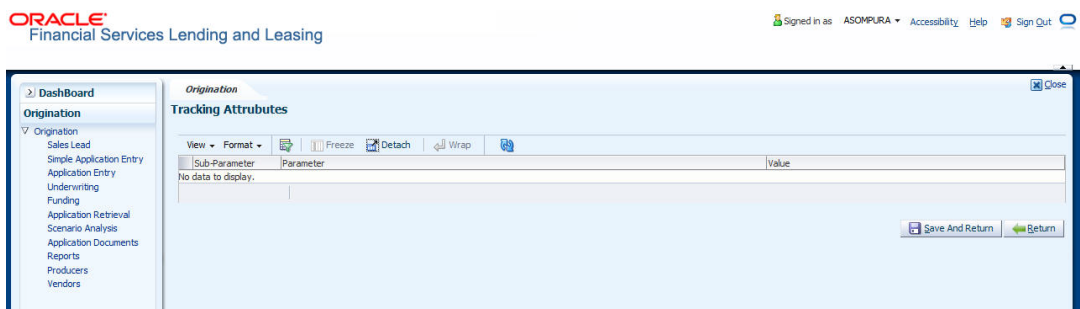 ORACLE®
Financial Services Lending and Leasing
Signed in as ASOMPURA Accessibility Help Sign Out
Close
DashBoard
Origination
Origination
Sales Lead
Simple Application Entry
Application Entry
Underwriting
Funding
Application Retrieval
Scenario Analysis
Application Documents
Reports
Producers
Vendors
Origination
Tracking Attrubutes
View Format Freeze Detach Wrap
Sub-Parameter Parameter Value
No data to display.
Save And Return Return